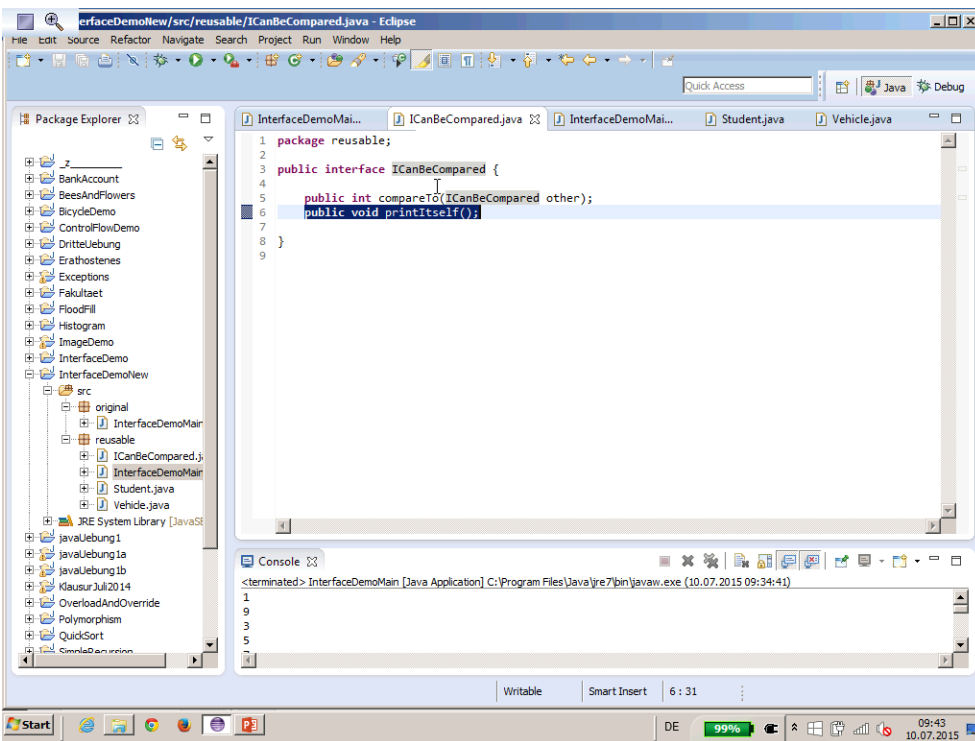 erfaceDemoNew/src/reusable/ICanBeCompared.java - Eclipse
File Edit Source Refactor Navigate Search Project Run Window Help
Quick Access
Java
Debug
Package Explorer
_z_________
BankAccount
BeesAndFlowers
BicycleDemo
ControlFlowDemo
DritteUebung
Erathostenes
Exceptions
Fakultaet
FloodFill
Histogram
ImageDemo
InterfaceDemo
InterfaceDemoNew
src
original
InterfaceDemoMain
reusable
ICanBeCompared.j
InterfaceDemoMain
Student.java
Vehicle.java
JRE System Library [JavaSE
javaUebung1
javaUebung1a
javaUebung1b
KlausurJuli2014
OverloadAndOverride
Polymorphism
QuickSort
SimpleRecursion
InterfaceDemoMai... ICanBeCompared.java InterfaceDemoMai... Student.java Vehicle.java
1 package reusable;
2
3 public interface ICanBeCompared {
4
5 public int compareTo(ICanBeCompared other);
6 public void printItself();
7
8 }
9
Console
<terminated> InterfaceDemoMain [Java Application] C:\Program Files\Java\jre7\bin\javaw.exe (10.07.2015 09:34:41)
1
9
3
5
Writable Smart Insert 6 : 31
Start DE 99% 09:43
10.07.2015